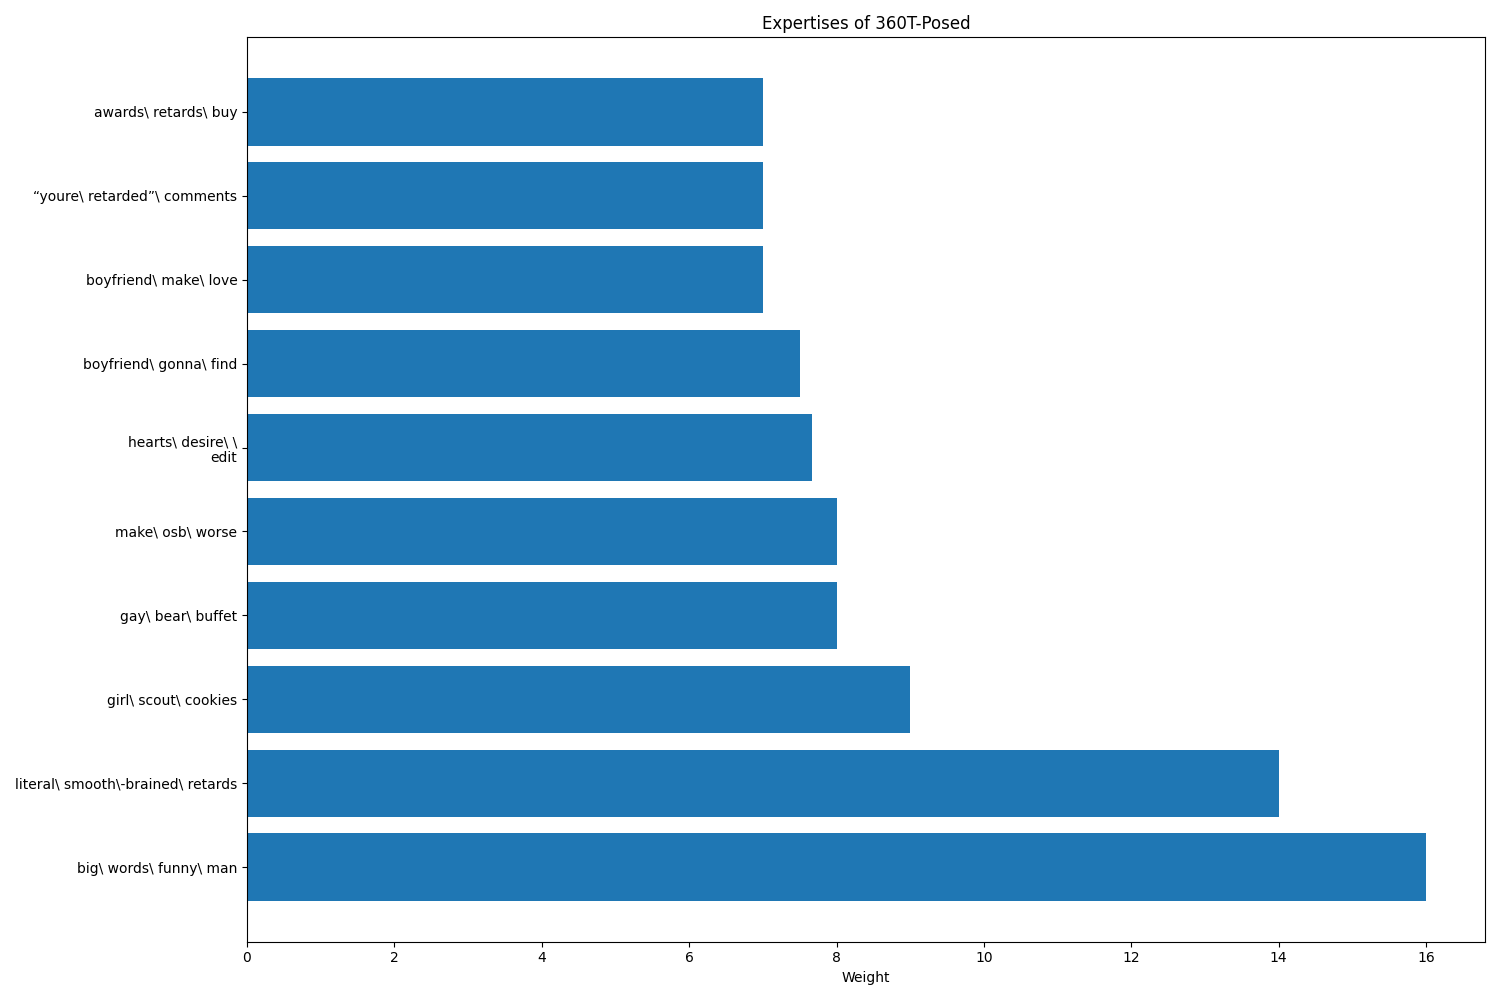 Expertises of 360T-Posed
awards\ retards\ buy
“youre\ retarded”\ comments
boyfriend\ make\ love
boyfriend\ gonna\ find
hearts\ desire\ \
edit
make\ osb\ worse
gay\ bear\ buffet
girl\ scout\ cookies
literal\ smooth\-brained\ retards
big\ words\ funny\ man
0 2 4 6 8 10 12 14 16
Weight